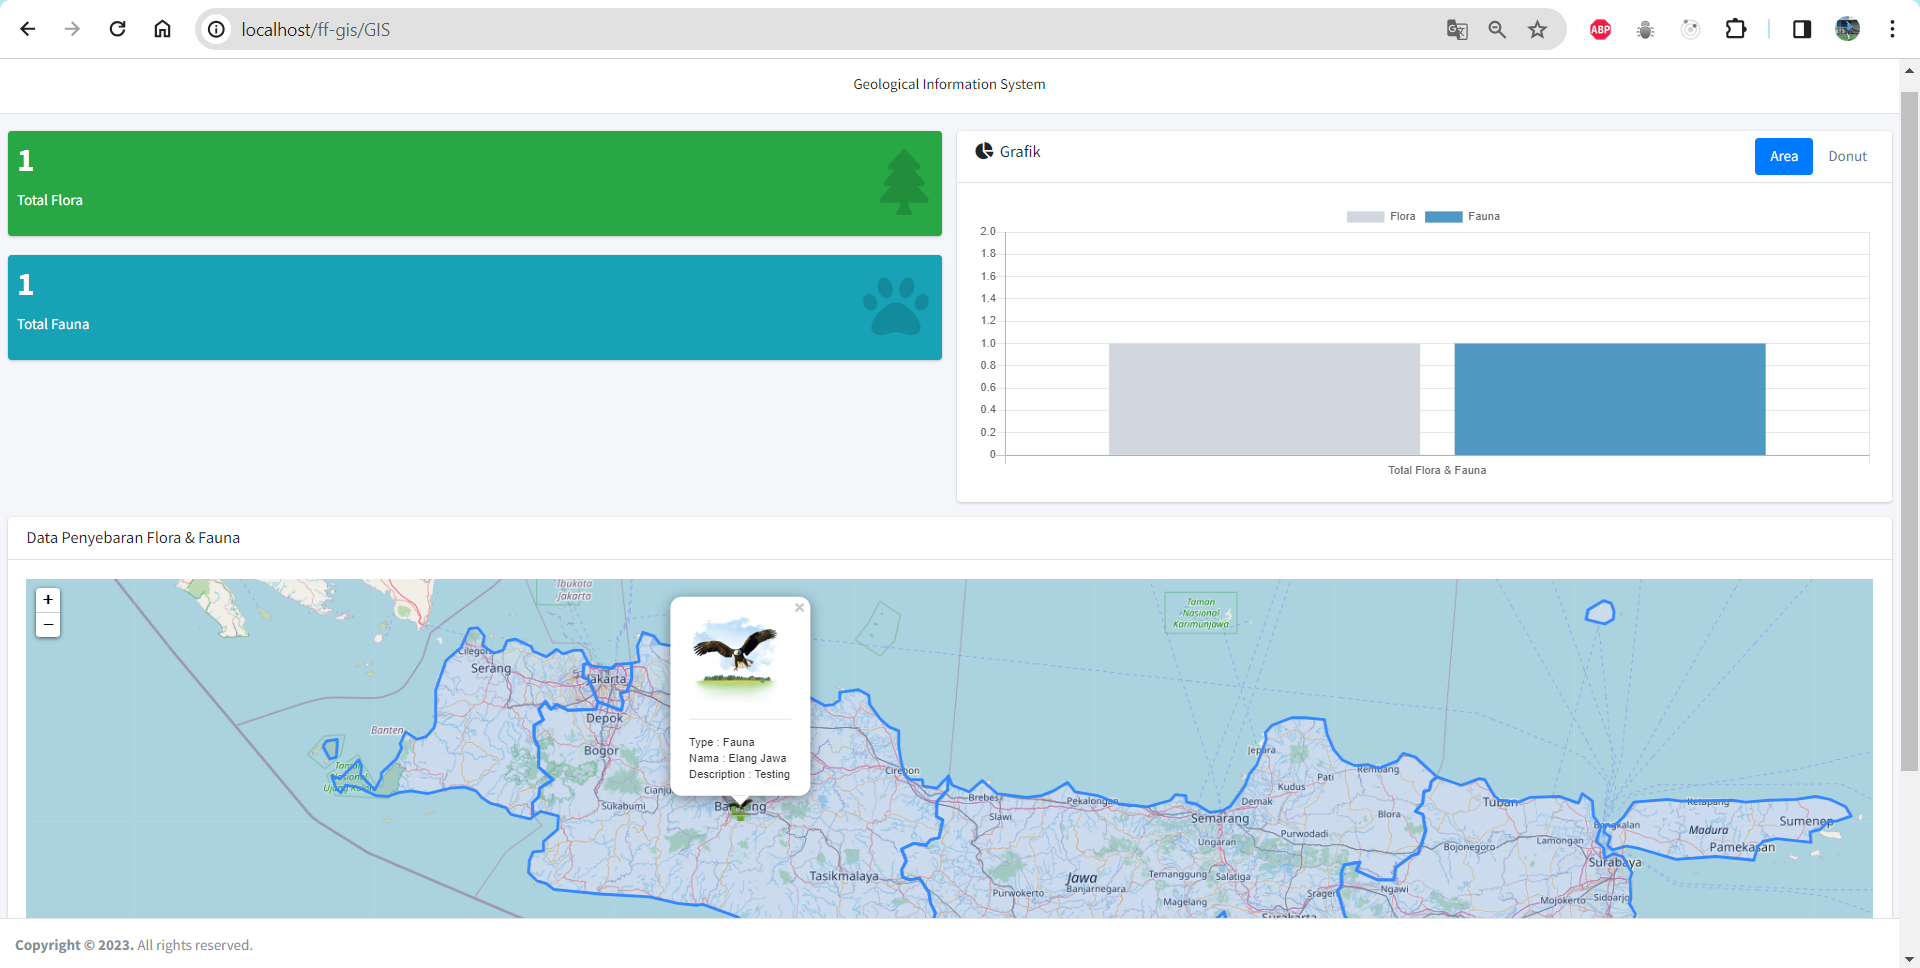 localhost/ff-gis/GIS
ABP
Geological Information System
1
Total Flora
1
Total Fauna
Grafik
Area
Donut
Flora
Fauna
2.0
1.8
1.6
1.4
1.2
1.0
0.8
0.6
0.4
0.2
0
Total Flora & Fauna
Data Penyebaran Flora & Fauna
+
−
Ibukota
Jakarta
Taman
Nasional
Karimunjawa
×
Type : Fauna
Nama : Elang Jawa
Description : Testing
Cilegon
Serang
Jakarta
Depok
Bogor
Banten
Taman
Nasional
Sukabumi
Cirebon
Tasikmalaya
Brebes
Slawi
Pekalongan
Purwokerto
Jawa
Banjarnegara
Semarang
Ungaran
Temanggung
Salatiga
Magelang
Jepara
Kudus
Demak
Pati
Rembang
Purwodadi
Blora
Sragen
Surakarta
Ngawi
Tuban
Bojonegoro
Lamongan
Bangkalan
Surabaya
Mojokerto
Sidoarjo
Ketapang
Madura
Pamekasan
Sumenep
Copyright © 2023. All rights reserved.